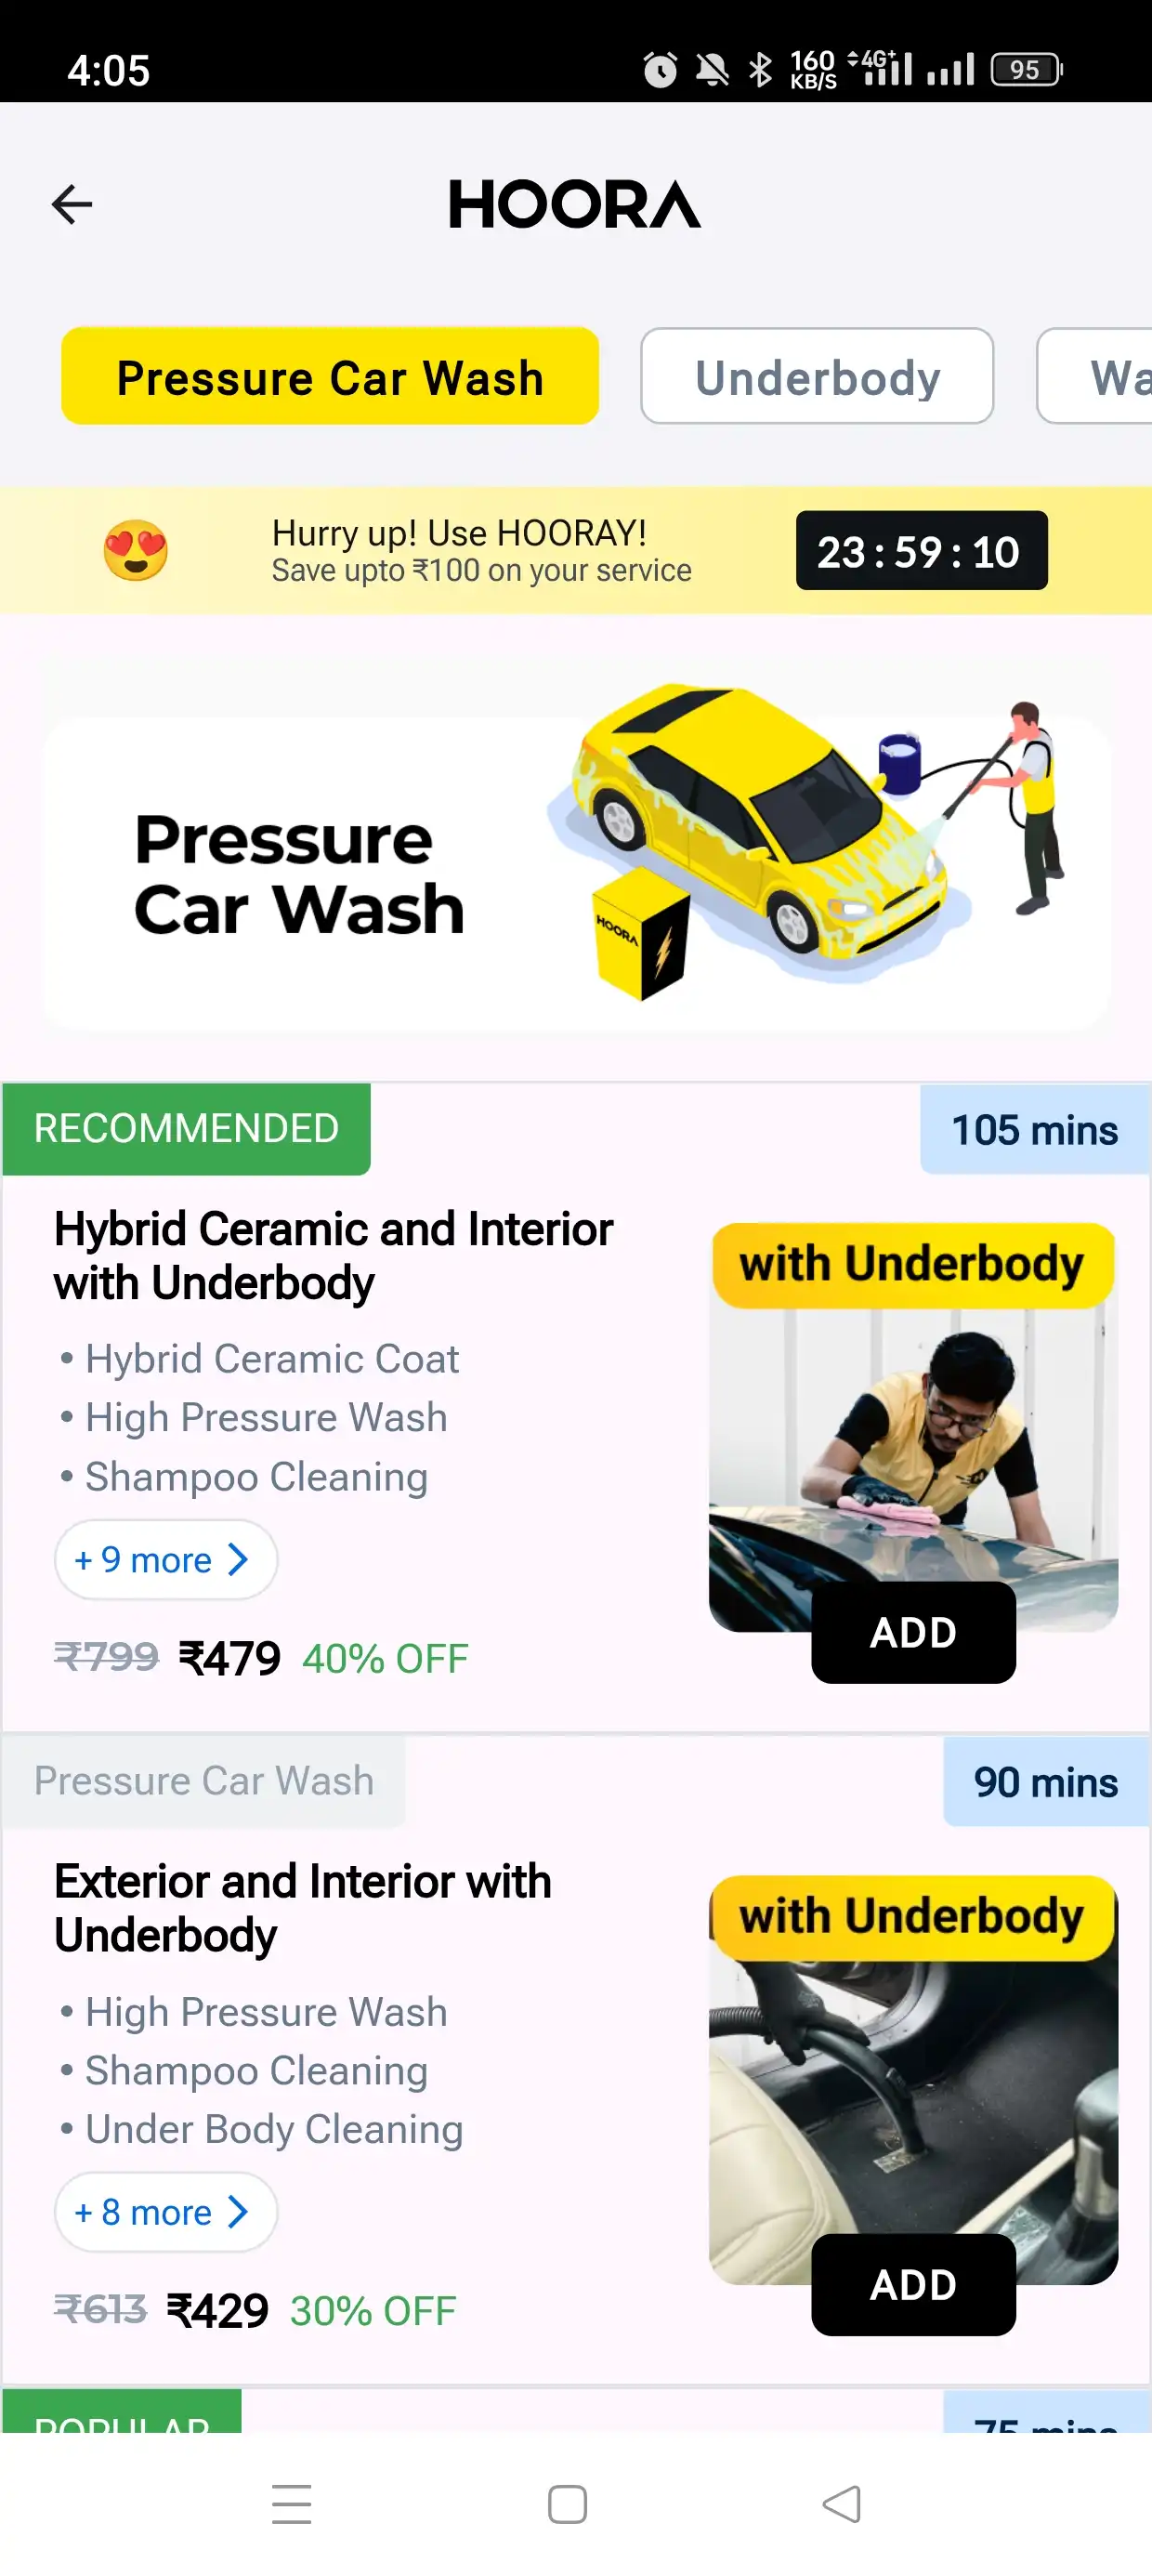 4:05
160
KB/S
4G+
95
HOORA
Pressure Car Wash
Underbody
Wa
Hurry up! Use HOORAY!
Save upto ₹100 on your service
23 : 59 : 10
Pressure
Car Wash
HOORA
RECOMMENDED
105 mins
Hybrid Ceramic and Interior
with Underbody
with Underbody
• Hybrid Ceramic Coat
• High Pressure Wash
• Shampoo Cleaning
+ 9 more
₹799 ₹479 40% OFF
ADD
Pressure Car Wash
90 mins
Exterior and Interior with
Underbody
with Underbody
• High Pressure Wash
• Shampoo Cleaning
• Under Body Cleaning
+ 8 more
₹613 ₹429 30% OFF
ADD
POPULAR
75 mins